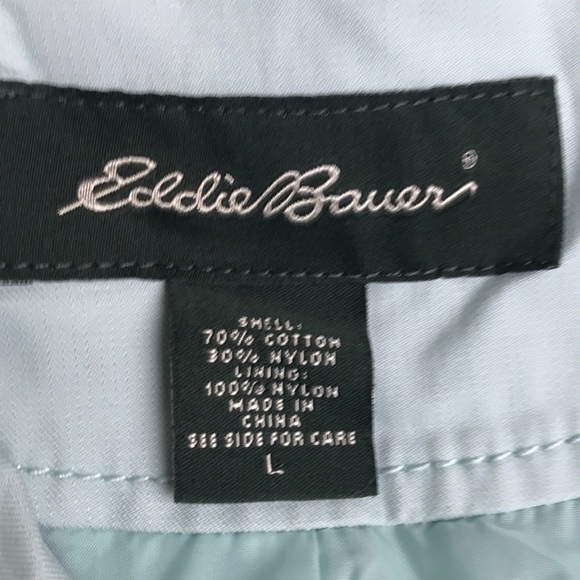 Eddie Bauer®
SHELL:
70% COTTON
30% NYLON
LINING:
100% NYLON
MADE IN
CHINA
SEE SIDE FOR CARE
L